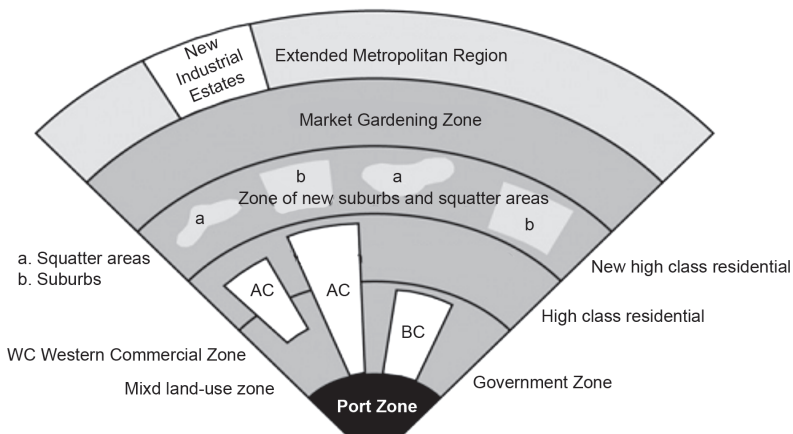 New
Industrial
Estates
Extended Metropolitan Region
Market Gardening Zone
b
a
Zone of new suburbs and squatter areas
a
b
a. Squatter areas
b. Suburbs
New high class residential
AC
AC
High class residential
BC
WC Western Commercial Zone
Mixd land-use zone
Government Zone
Port Zone